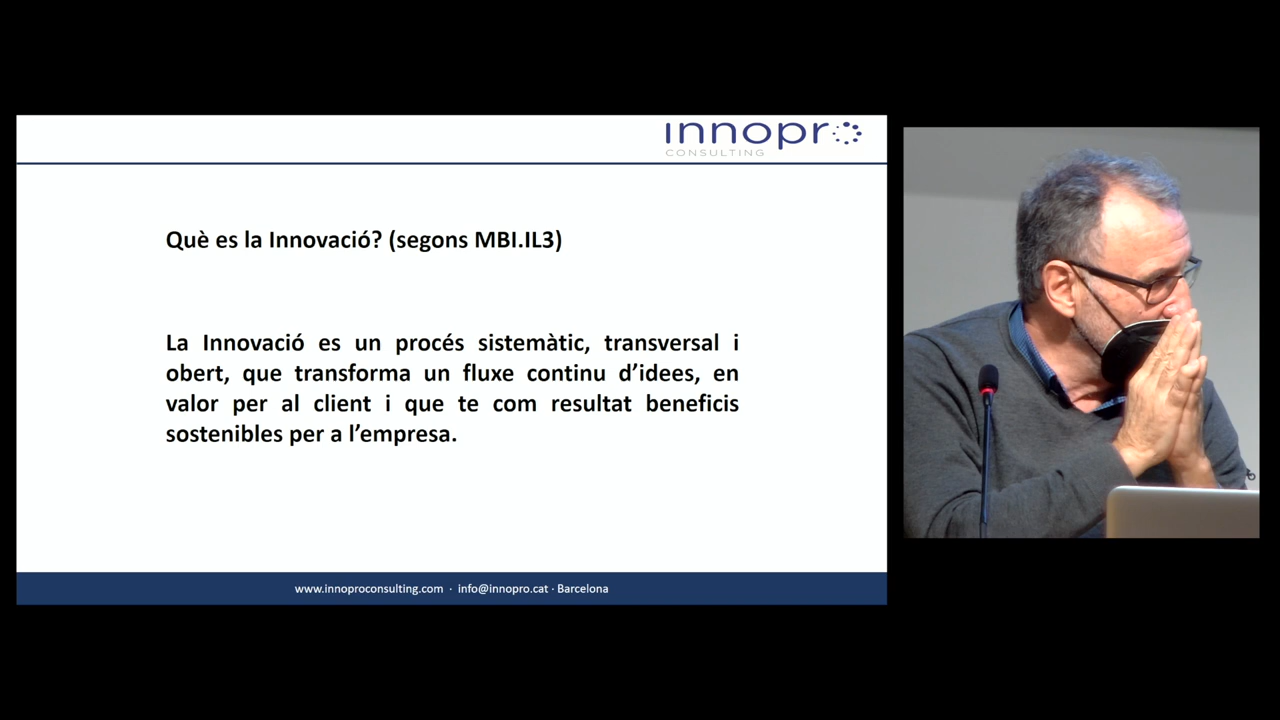 innopro
CONSULTING
Què es la Innovació? (segons MBI.IL3)
La Innovació es un procés sistemàtic, transversal i
obert, que transforma un fluxe continu d’idees, en
valor per al client i que te com resultat beneficis
sostenibles per a l’empresa.
www.innoproconsulting.com · info@innopro.cat · Barcelona